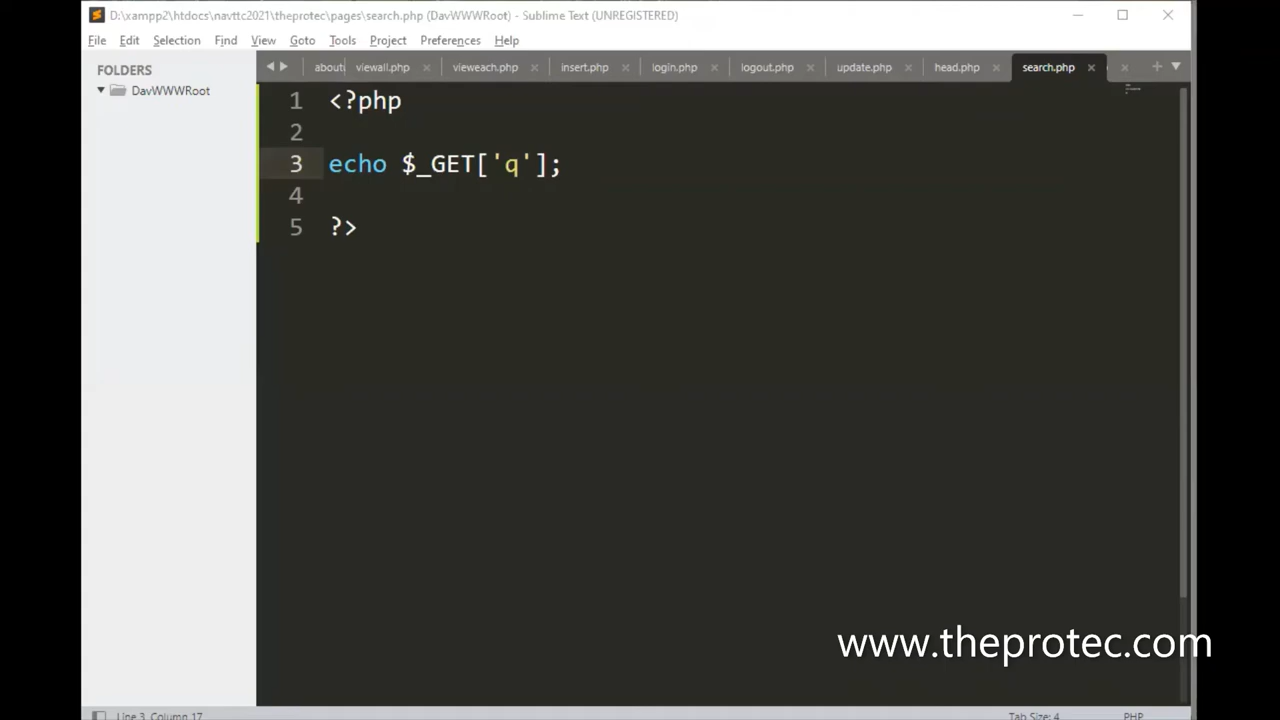 D:\xampp2\htdocs\navttc2021\theprotec\pages\search.php (DavWWWRoot) - Sublime Text (UNREGISTERED)
File Edit Selection Find View Goto Tools Project Preferences Help
FOLDERS
DavWWWRoot
about viewall.php vieweach.php insert.php login.php logout.php update.php head.php search.php
1 <?php
2
3 echo $_GET['q'];
4
5 ?>
www.theprotec.com
Line 3, Column 17 Tab Size: 4 PHP